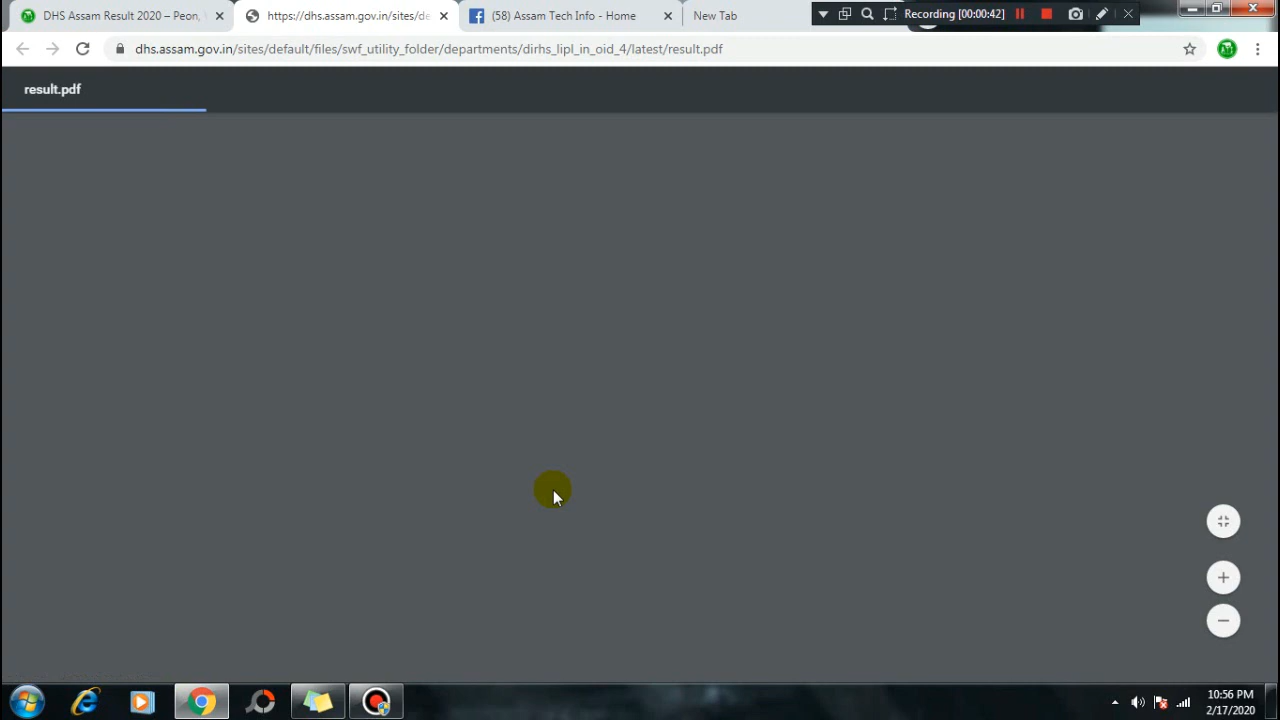 DHS Assam Result 2020 – Pepa W
https://dhs.assam.gov.in/sites/de
(58) Assam Tech Info - Home
New Tab
Recording [00:00:42]
dhs.assam.gov.in/sites/default/files/swf_utility_folder/departments/dirhs_lipl_in_oid_4/latest/result.pdf
result.pdf
10:56 PM
2/17/2020